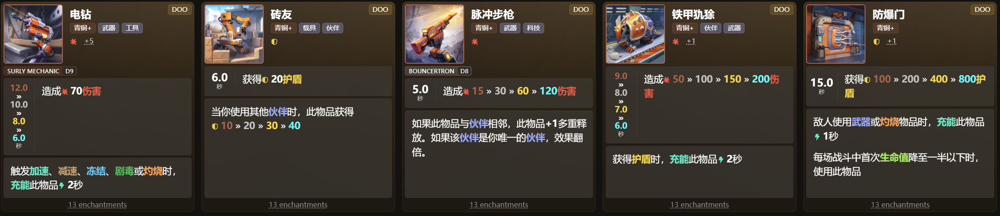 电钻
DOO
青铜+ 武器 工具
+5
SURLY MECHANIC D9
12.0
»
10.0
»
8.0
»
6.0
秒
造成 70伤害
触发加速、减速、冻结、剧毒或灼烧时，
充能此物品 2秒
13 enchantments
砖友
DOO
青铜+ 载具 伙伴
6.0
秒
获得 20护盾
当你使用其他伙伴时，此物品获得
10 » 20 » 30 » 40
13 enchantments
脉冲步枪
DOO
青铜+ 武器 科技
BOUNCERTRON D8
5.0
秒
造成 15 » 30 » 60 » 120伤害
如果此物品与伙伴相邻，此物品+1多重释
放。如果该伙伴是你唯一的伙伴，效果翻
倍。
13 enchantments
铁甲犰狳
DOO
青铜+ 伙伴 武器
+1
9.0
»
8.0
»
7.0
»
6.0
秒
造成 50 » 100 » 150 » 200伤
害
获得护盾时，充能此物品 2秒
13 enchantments
防爆门
DOO
青铜+
+1
15.0
秒
获得 100 » 200 » 400 » 800护
盾
敌人使用武器或灼烧物品时，充能此物品
1秒
每场战斗中首次生命值降至一半以下时，
使用此物品
13 enchantments